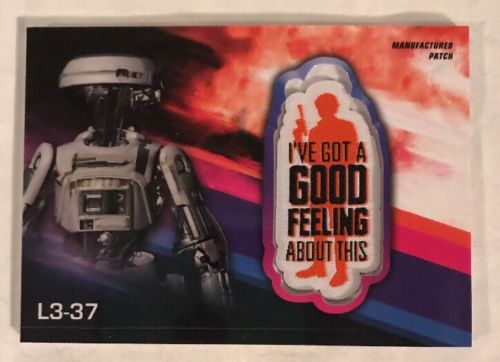 MANUFACTURED
PATCH
I'VE GOT A
GOOD
FEELING
ABOUT THIS
L3-37